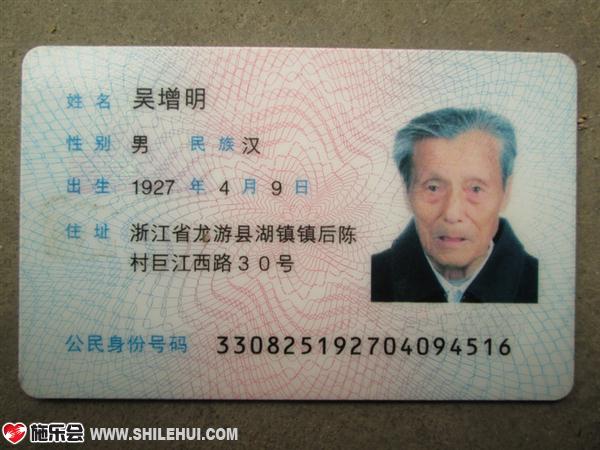 姓名 吴增明
性别 男 民族 汉
出生 1927 年 4 月 9 日
住址 浙江省龙游县湖镇镇后陈
村巨江西路30号
公民身份号码 330825192704094516
施乐会 WWW.SHILEHUI.COM